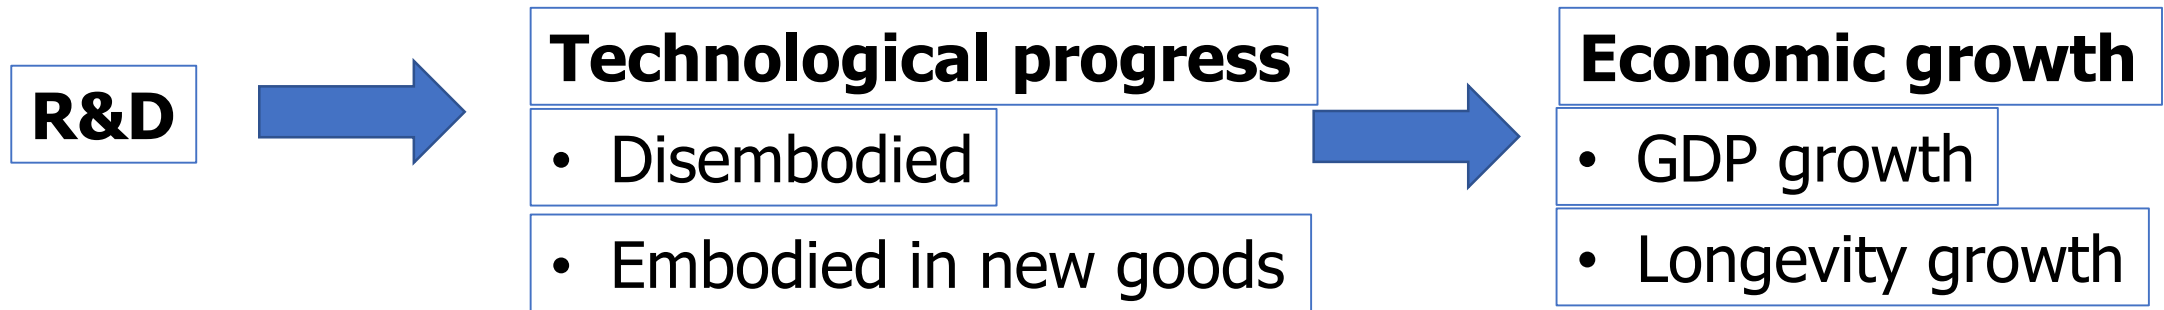 R&D
Technological progress
• Disembodied
• Embodied in new goods
Economic growth
• GDP growth
• Longevity growth